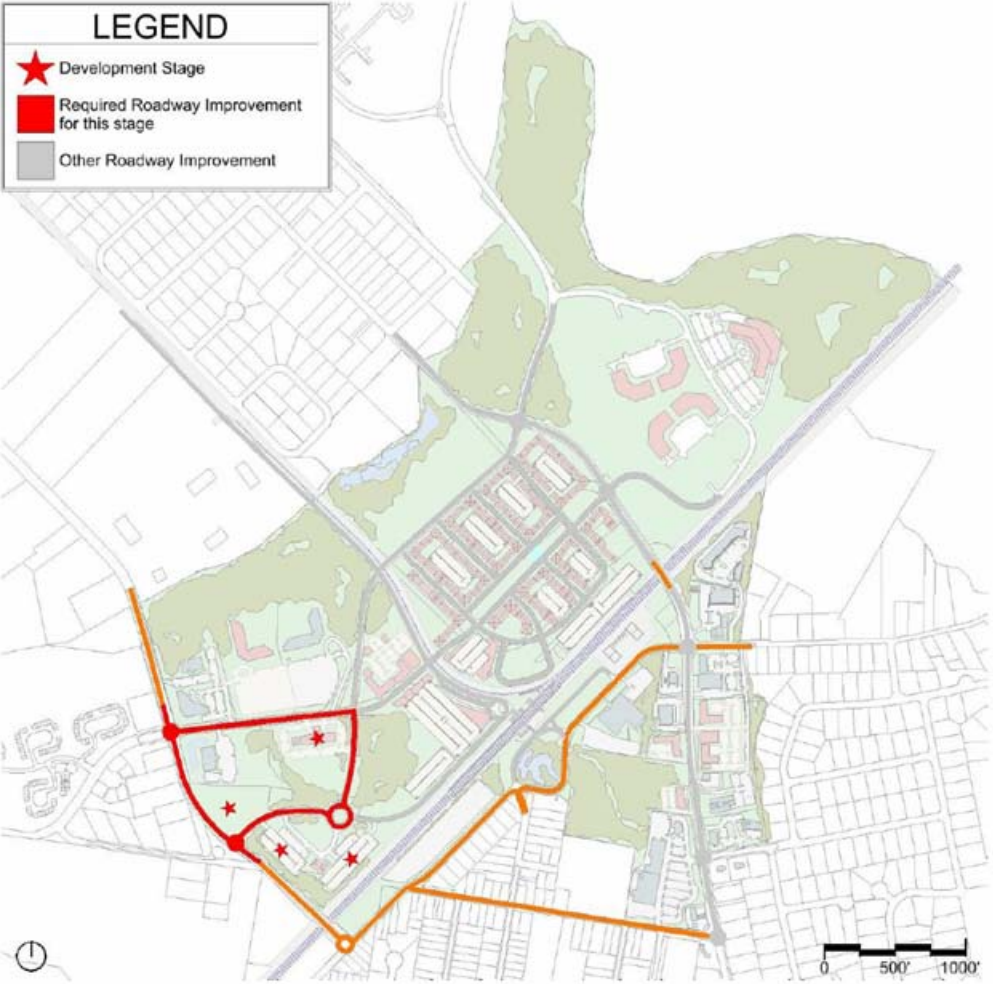 LEGEND
Development Stage
Required Roadway Improvement
for this stage
Other Roadway Improvement
0 500' 1000'